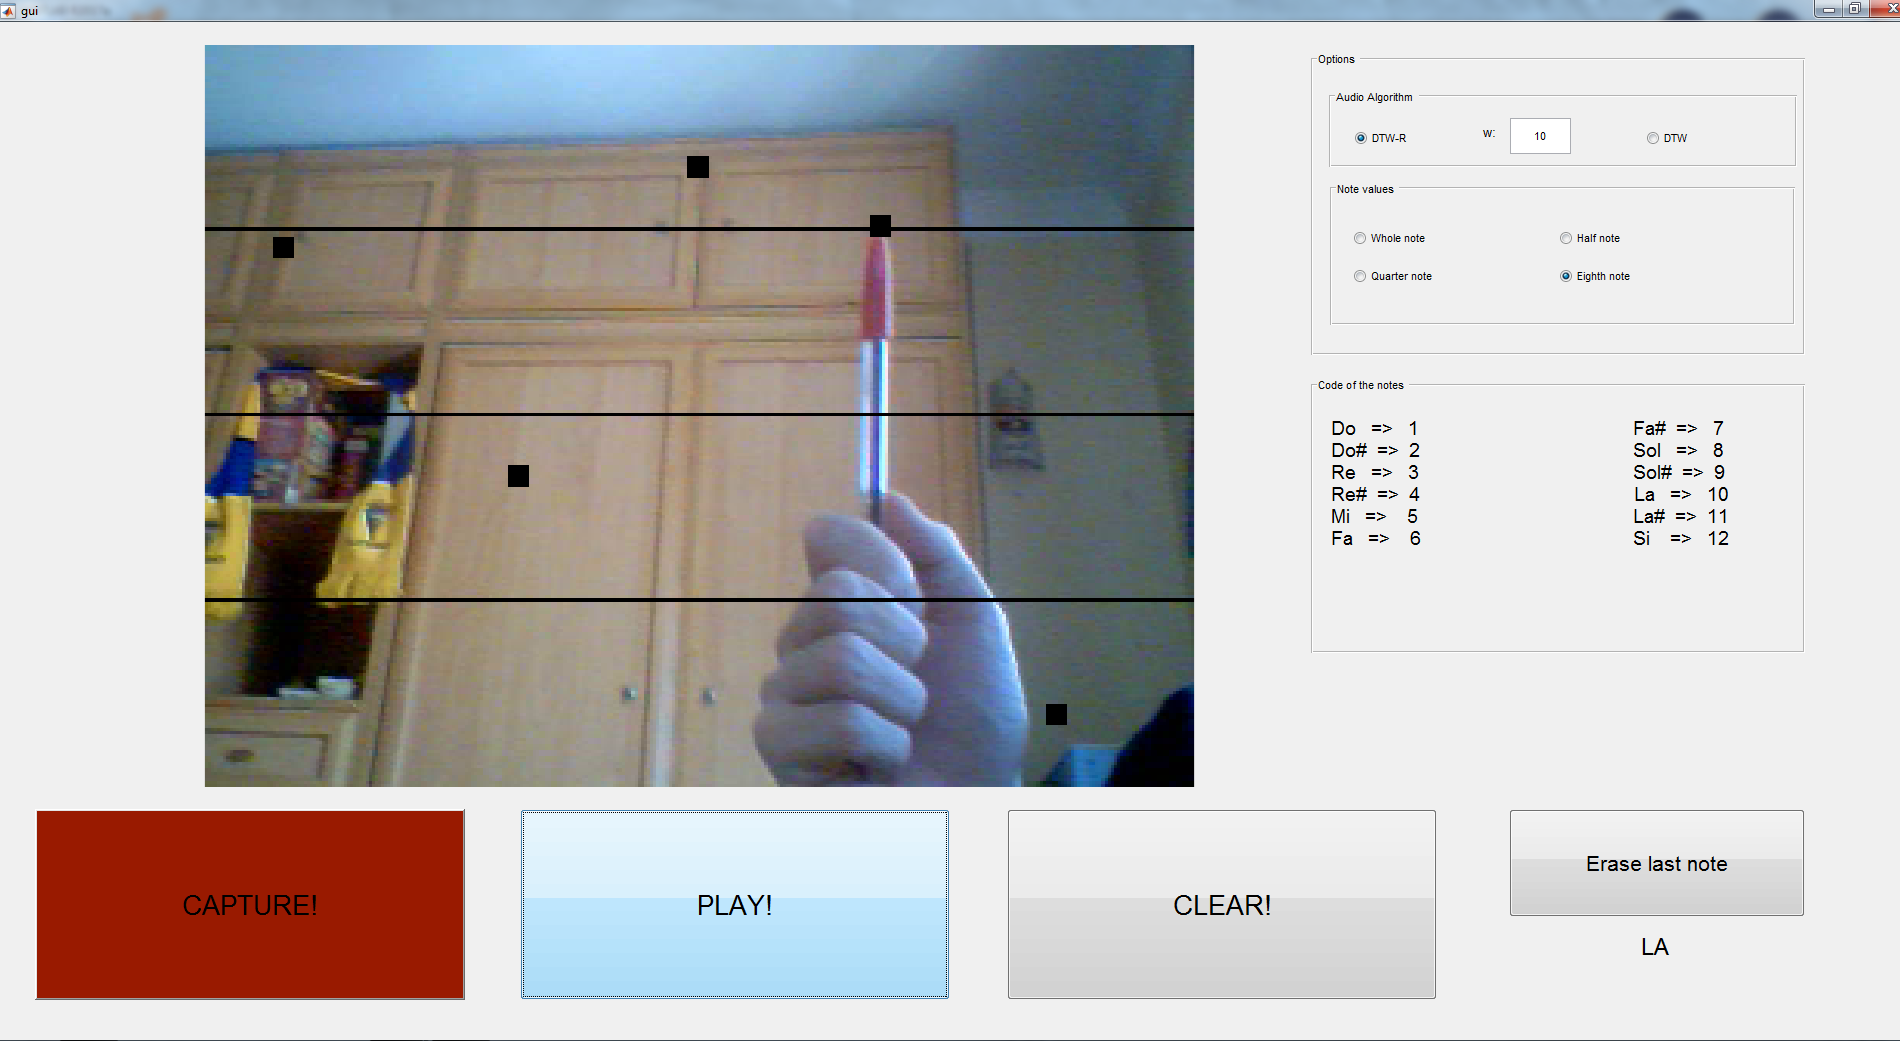 gui
Options
Audio Algorithm
DTW-R w: 10 DTW
Note values
Whole note Half note
Quarter note Eighth note
Code of the notes
Do => 1 Fa# => 7
Do# => 2 Sol => 8
Re => 3 Sol# => 9
Re# => 4 La => 10
Mi => 5 La# => 11
Fa => 6 Si => 12
CAPTURE! PLAY! CLEAR! Erase last note
LA